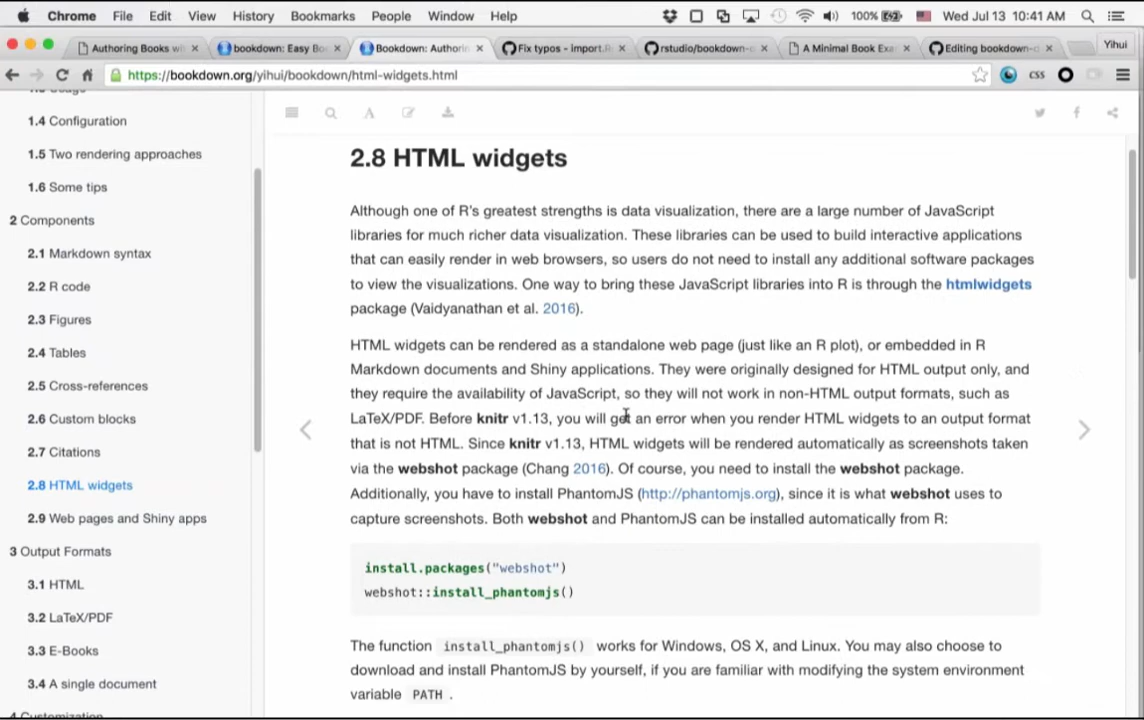 Chrome File Edit View History Bookmarks People Window Help 100% Wed Jul 13 10:41 AM
Authoring Books wi
bookdown: Easy Bo
Bookdown: Authorin
Fix typos - import.R
rstudio/bookdown-
A Minimal Book Exa
Editing bookdown-
Yihui
https://bookdown.org/yihui/bookdown/html-widgets.html
CSS
1.4 Configuration
1.5 Two rendering approaches
1.6 Some tips
2 Components
2.1 Markdown syntax
2.2 R code
2.3 Figures
2.4 Tables
2.5 Cross-references
2.6 Custom blocks
2.7 Citations
2.8 HTML widgets
2.9 Web pages and Shiny apps
3 Output Formats
3.1 HTML
3.2 LaTeX/PDF
3.3 E-Books
3.4 A single document
4 Customization
A
2.8 HTML widgets
Although one of R's greatest strengths is data visualization, there are a large number of JavaScript
libraries for much richer data visualization. These libraries can be used to build interactive applications
that can easily render in web browsers, so users do not need to install any additional software packages
to view the visualizations. One way to bring these JavaScript libraries into R is through the htmlwidgets
package (Vaidyanathan et al. 2016).
HTML widgets can be rendered as a standalone web page (just like an R plot), or embedded in R
Markdown documents and Shiny applications. They were originally designed for HTML output only, and
they require the availability of JavaScript, so they will not work in non-HTML output formats, such as
LaTeX/PDF. Before knitr v1.13, you will get an error when you render HTML widgets to an output format
that is not HTML. Since knitr v1.13, HTML widgets will be rendered automatically as screenshots taken
via the webshot package (Chang 2016). Of course, you need to install the webshot package.
Additionally, you have to install PhantomJS (http://phantomjs.org), since it is what webshot uses to
capture screenshots. Both webshot and PhantomJS can be installed automatically from R:
install.packages("webshot")
webshot::install_phantomjs()
The function install_phantomjs() works for Windows, OS X, and Linux. You may also choose to
download and install PhantomJS by yourself, if you are familiar with modifying the system environment
variable PATH .